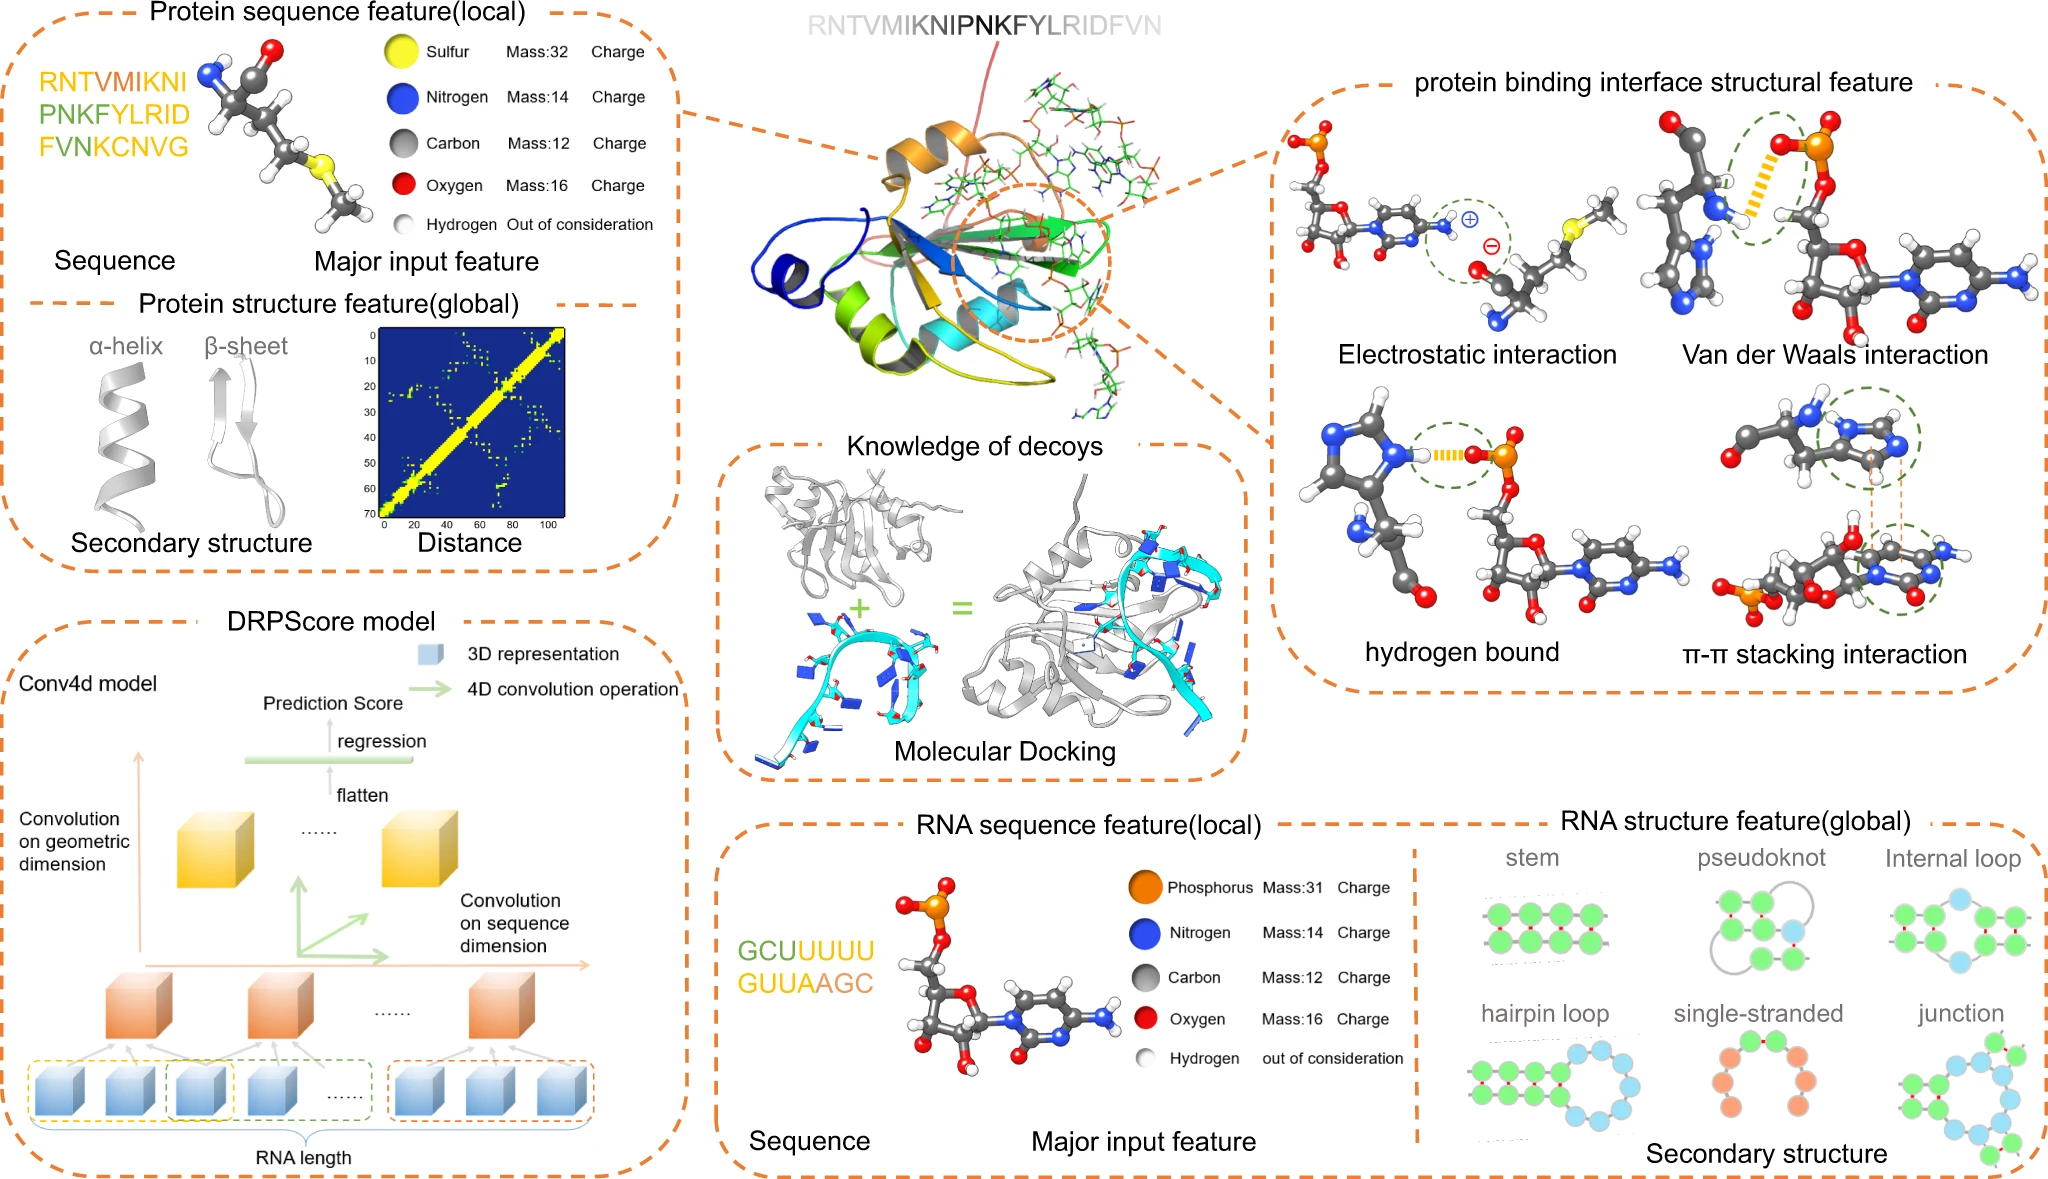 Protein sequence feature(local)
RNTVMIKNI
PNKFYLRID
FVNKCNVG
Sulfur Mass:32 Charge
Nitrogen Mass:14 Charge
Carbon Mass:12 Charge
Oxygen Mass:16 Charge
Hydrogen Out of consideration
Sequence
Major input feature
Protein structure feature(global)
α-helix
β-sheet
0
10
20
30
40
50
60
70
0 20 40 60 80 100
Secondary structure
Distance
RNTVMIKNIPNKFYLRIDFVN
protein binding interface structural feature
+
−
Electrostatic interaction
Van der Waals interaction
hydrogen bound
π-π stacking interaction
Knowledge of decoys
+
=
Molecular Docking
DRPScore model
Conv4d model
3D representation
4D convolution operation
Prediction Score
regression
flatten
Convolution
on geometric
dimension
......
Convolution
on sequence
dimension
......
......
RNA length
RNA sequence feature(local)
GCUUUUU
GUUAAGC
Phosphorus Mass:31 Charge
Nitrogen Mass:14 Charge
Carbon Mass:12 Charge
Oxygen Mass:16 Charge
Hydrogen out of consideration
Sequence
Major input feature
RNA structure feature(global)
stem
pseudoknot
Internal loop
hairpin loop
single-stranded
junction
Secondary structure